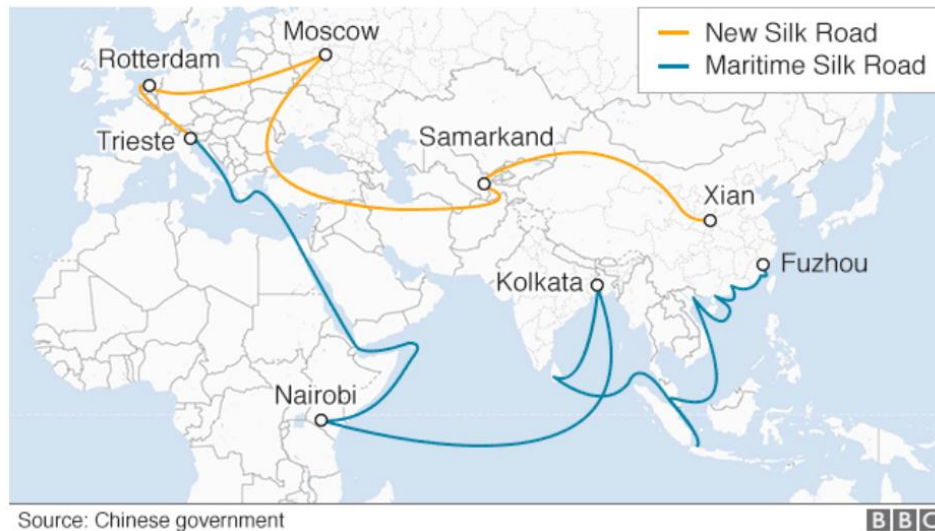 New Silk Road
Maritime Silk Road
Moscow
Rotterdam
Trieste
Samarkand
Xian
Fuzhou
Kolkata
Nairobi
Source: Chinese government
BBC